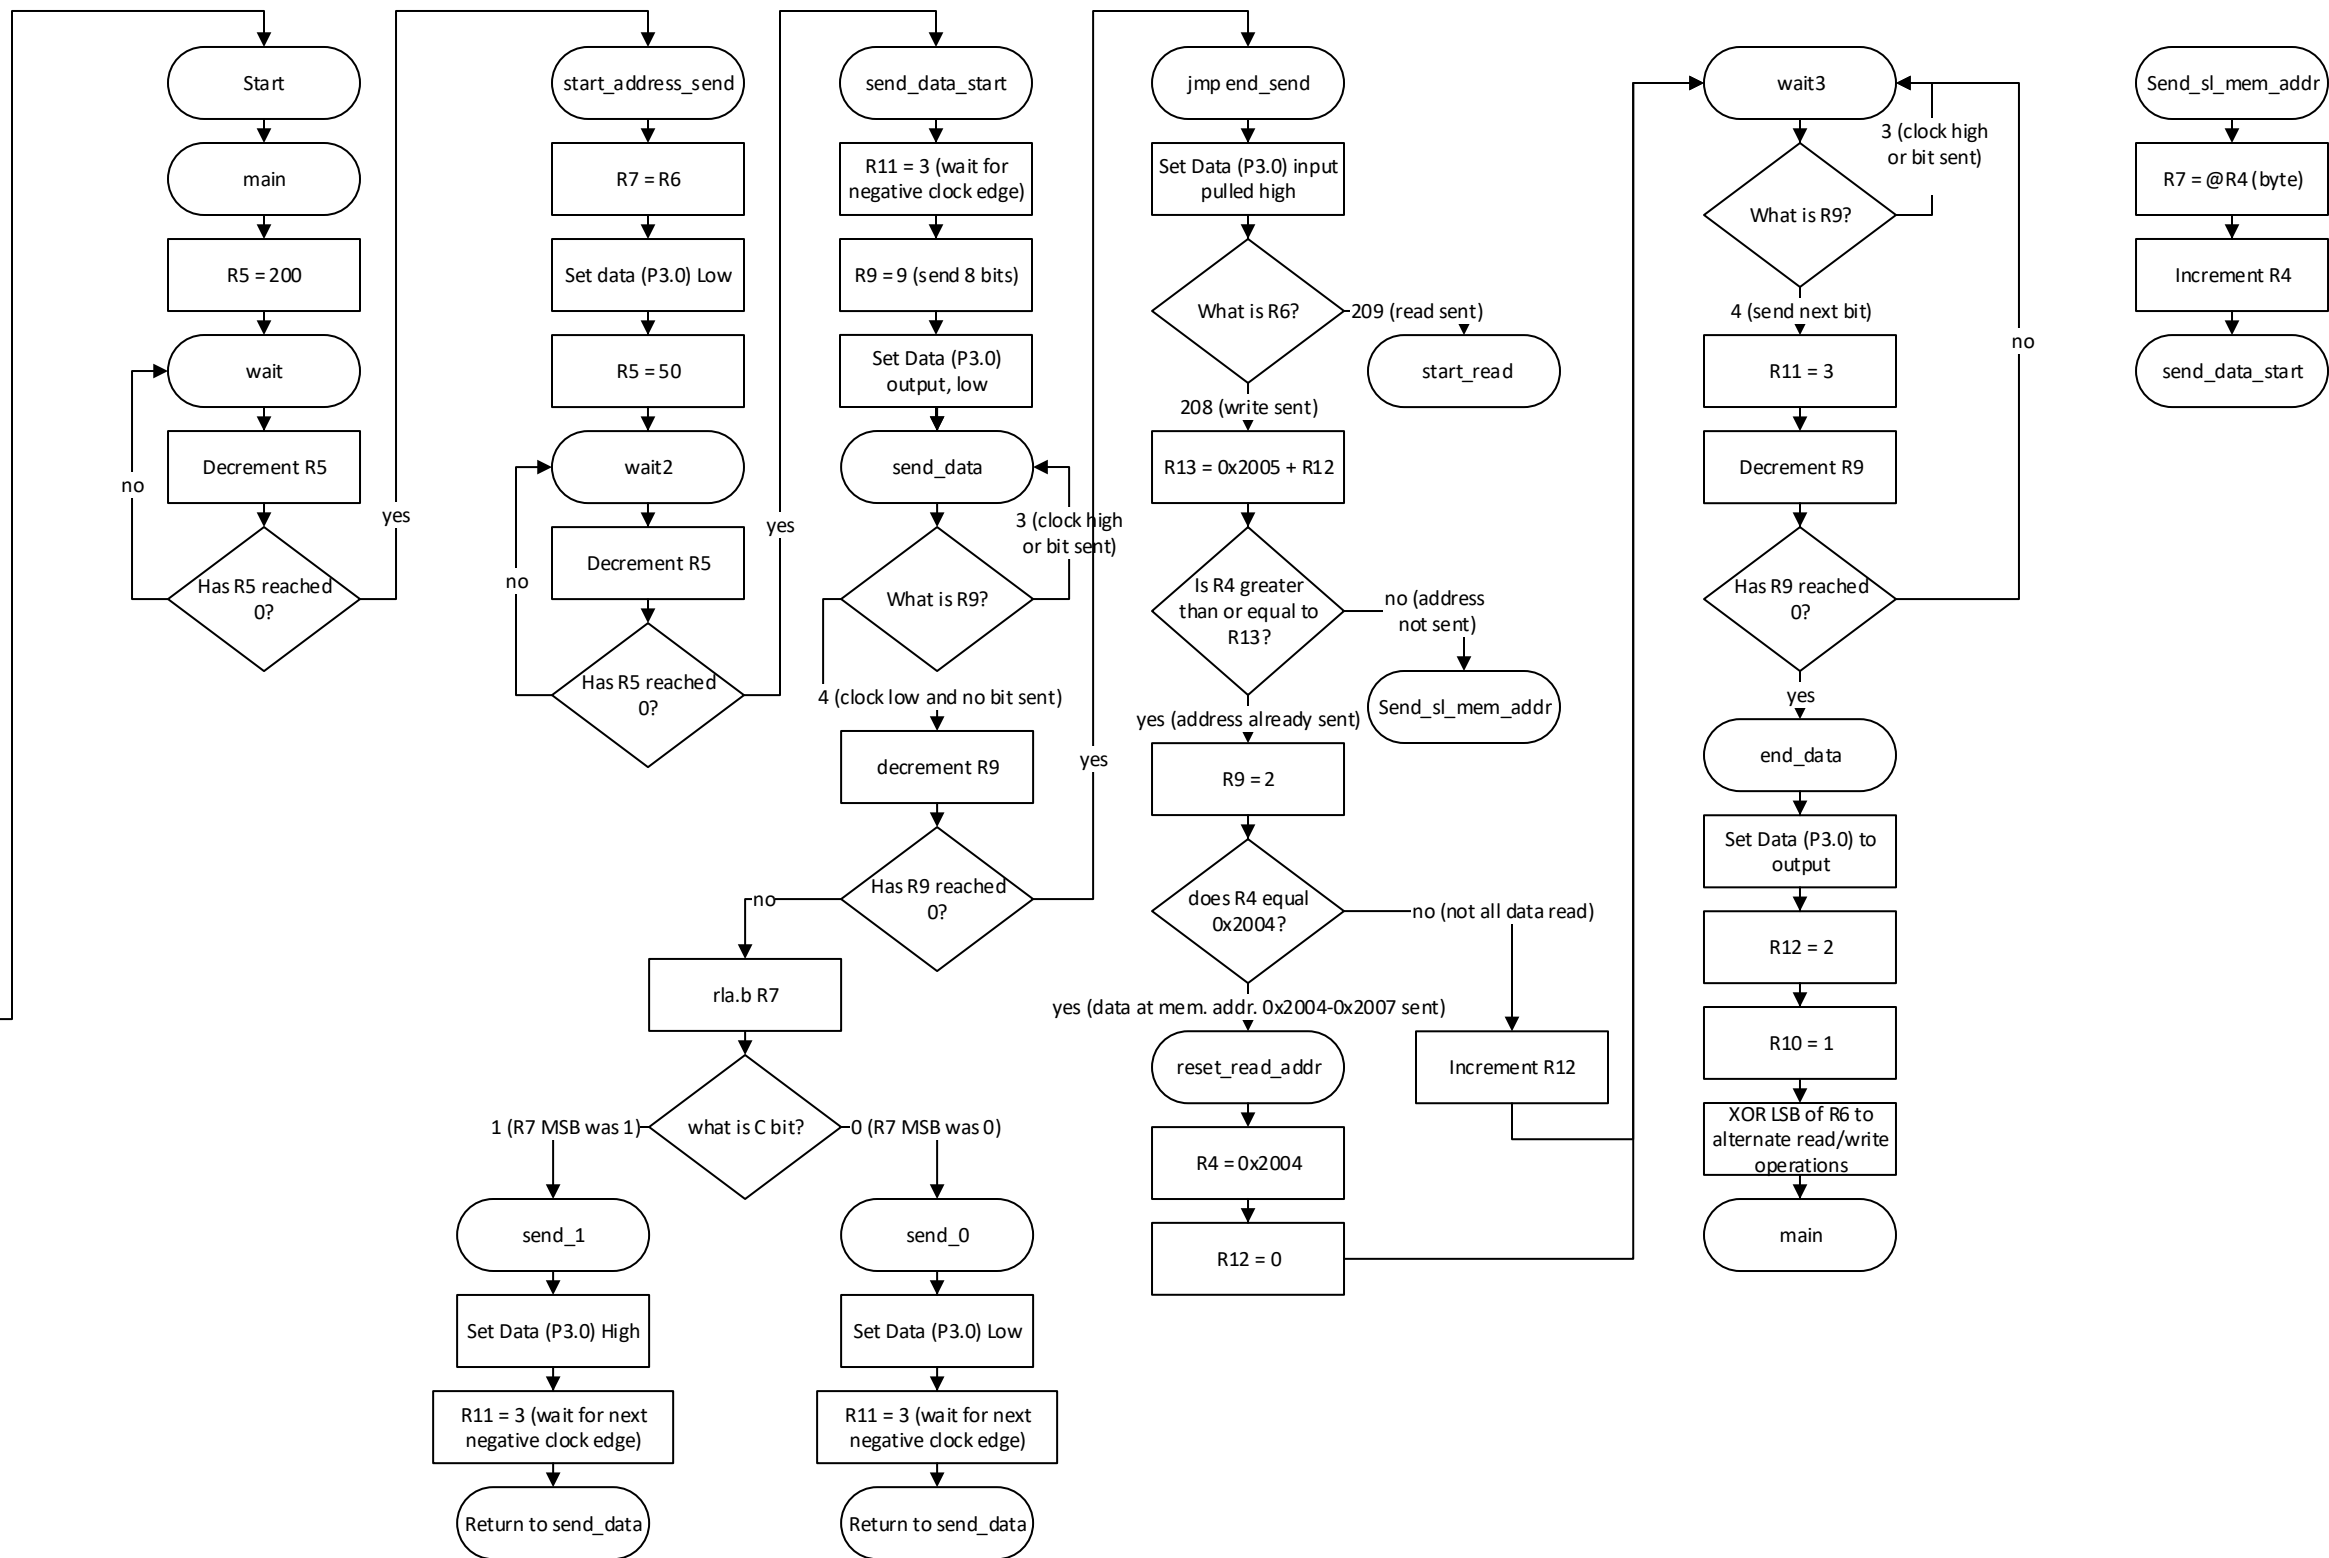 Start
main
R5 = 200
wait
Decrement R5
no
Has R5 reached
0?
yes
start_address_send
R7 = R6
Set data (P3.0) Low
R5 = 50
wait2
Decrement R5
no
Has R5 reached
0?
yes
send_data_start
R11 = 3 (wait for
negative clock edge)
R9 = 9 (send 8 bits)
Set Data (P3.0)
output, low
send_data
3 (clock high
or bit sent)
What is R9?
4 (clock low and no bit sent)
decrement R9
Has R9 reached
0?
yes
no
rla.b R7
what is C bit?
1 (R7 MSB was 1)
0 (R7 MSB was 0)
send_1
Set Data (P3.0) High
R11 = 3 (wait for next
negative clock edge)
Return to send_data
send_0
Set Data (P3.0) Low
R11 = 3 (wait for next
negative clock edge)
Return to send_data
jmp end_send
Set Data (P3.0) input
pulled high
What is R6?
209 (read sent)
start_read
208 (write sent)
R13 = 0x2005 + R12
Is R4 greater
than or equal to
R13?
no (address
not sent)
Send_sl_mem_addr
yes (address already sent)
R9 = 2
does R4 equal
0x2004?
no (not all data read)
Increment R12
yes (data at mem. addr. 0x2004-0x2007 sent)
reset_read_addr
R4 = 0x2004
R12 = 0
wait3
3 (clock high
or bit sent)
What is R9?
4 (send next bit)
R11 = 3
Decrement R9
Has R9 reached
0?
no
yes
end_data
Set Data (P3.0) to
output
R12 = 2
R10 = 1
XOR LSB of R6 to
alternate read/write
operations
main
Send_sl_mem_addr
R7 = @R4 (byte)
Increment R4
send_data_start